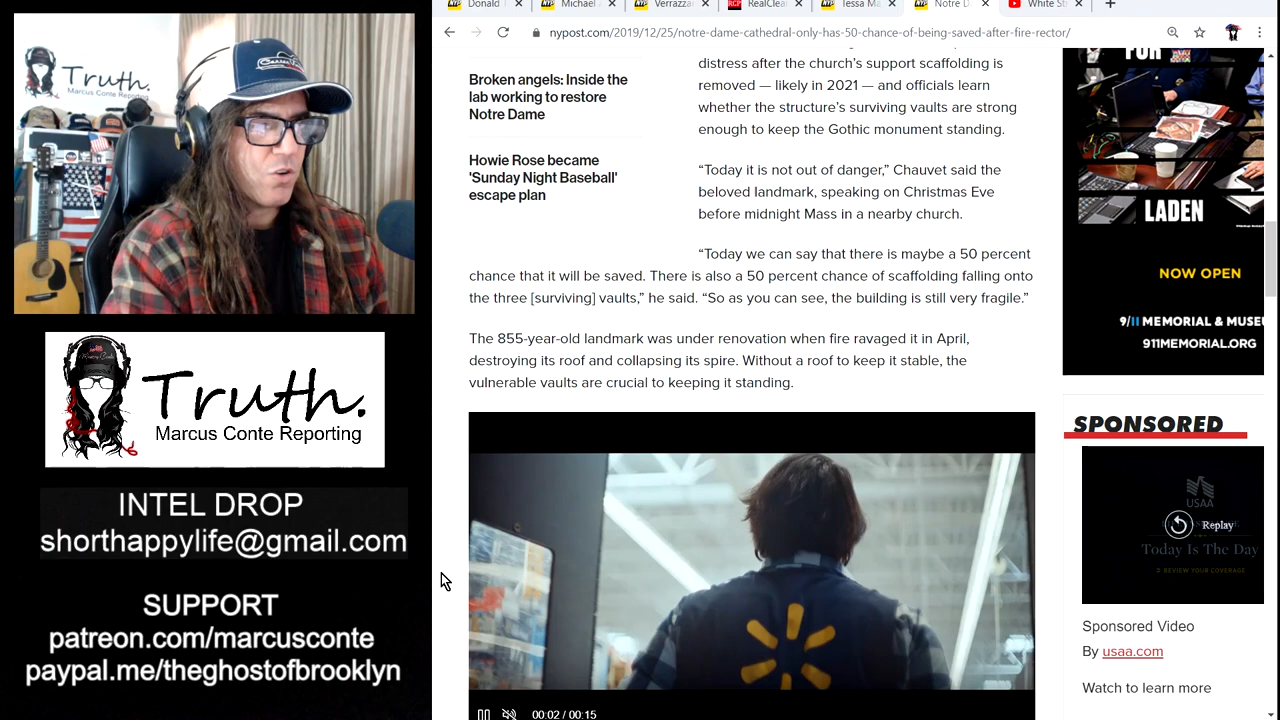 Truth.
Marcus Conte Reporting
Truth.
Marcus Conte Reporting
INTEL DROP
shorthappylife@gmail.com
SUPPORT
patreon.com/marcusconte
paypal.me/theghostofbrooklyn
Donald T
Michael
Verrazza
RealClear
Tessa Ma
Notre D
White St
nypost.com/2019/12/25/notre-dame-cathedral-only-has-50-chance-of-being-saved-after-fire-rector/
Broken angels: Inside the
lab working to restore
Notre Dame
Howie Rose became
'Sunday Night Baseball'
escape plan
distress after the church's support scaffolding is
removed — likely in 2021 — and officials learn
whether the structure's surviving vaults are strong
enough to keep the Gothic monument standing.
“Today it is not out of danger,” Chauvet said the
beloved landmark, speaking on Christmas Eve
before midnight Mass in a nearby church.
“Today we can say that there is maybe a 50 percent
chance that it will be saved. There is also a 50 percent chance of scaffolding falling onto
the three [surviving] vaults,” he said. “So as you can see, the building is still very fragile.”
The 855-year-old landmark was under renovation when fire ravaged it in April,
destroying its roof and collapsing its spire. Without a roof to keep it stable, the
vulnerable vaults are crucial to keeping it standing.
00:02 / 00:15
FOR
LADEN
NOW OPEN
9/11 MEMORIAL & MUSEU
911MEMORIAL.ORG
SPONSORED
USAA
Replay
Today Is The Day
REVIEW YOUR COVERAGE
Sponsored Video
By usaa.com
Watch to learn more